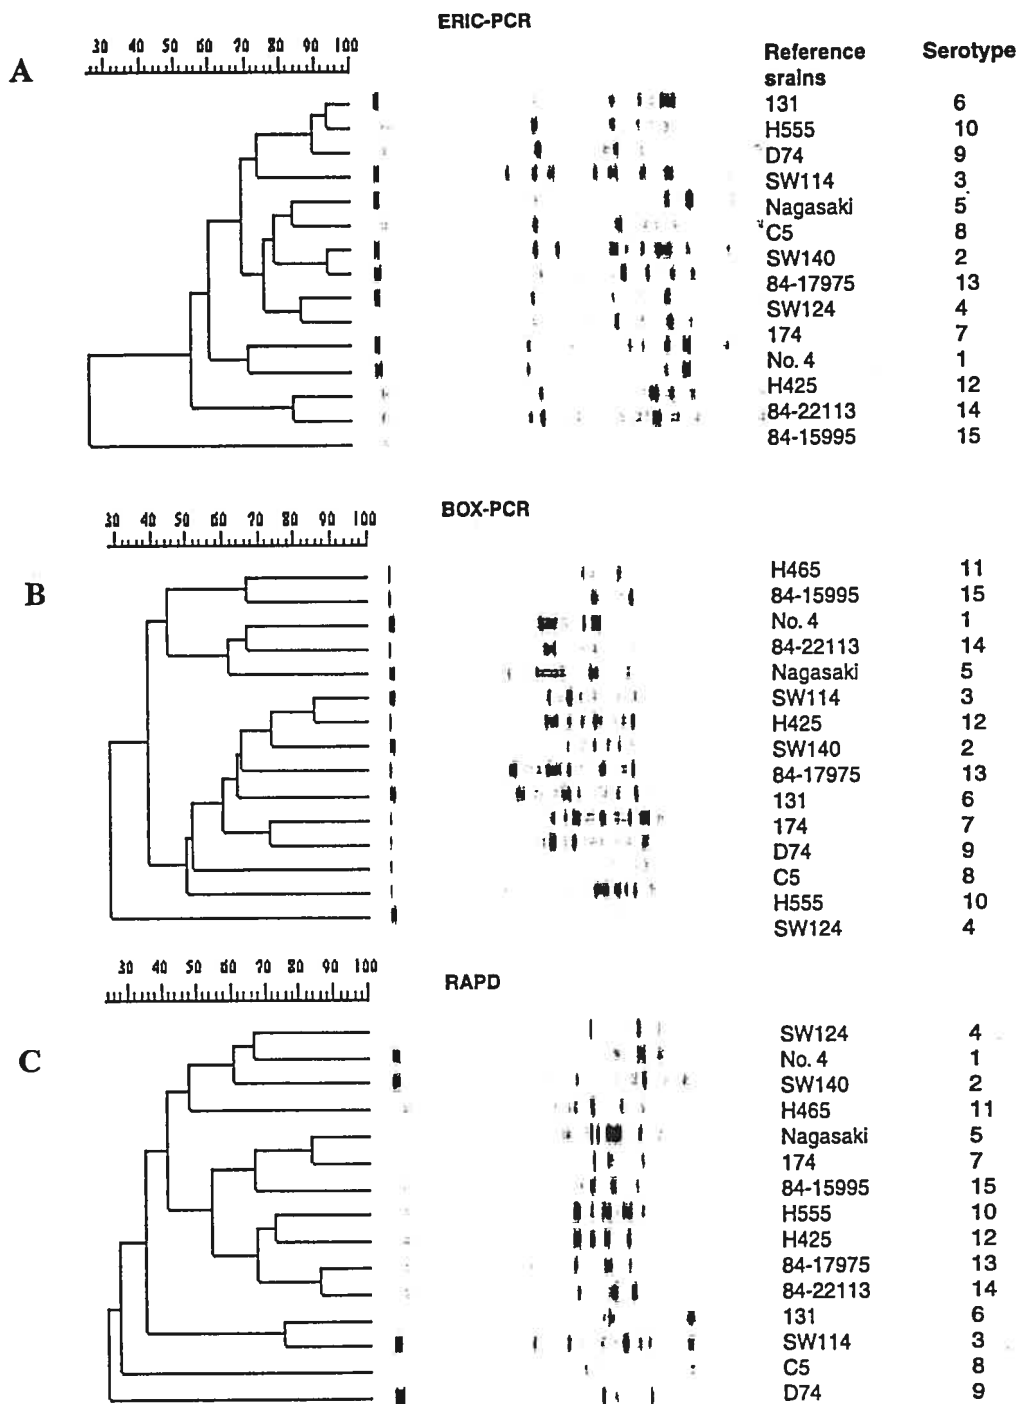 ERIC-PCR
30 40 50 60 70 80 90 100
A
Reference Serotype
srains
131 6
H555 10
D74 9
SW114 3
Nagasaki 5
C5 8
SW140 2
84-17975 13
SW124 4
174 7
No. 4 1
H425 12
84-22113 14
84-15995 15
BOX-PCR
30 40 50 60 70 80 90 100
B
H465 11
84-15995 15
No. 4 1
84-22113 14
Nagasaki 5
SW114 3
H425 12
SW140 2
84-17975 13
131 6
174 7
D74 9
C5 8
H555 10
SW124 4
30 40 50 60 70 80 90 100
RAPD
C
SW124 4
No. 4 1
SW140 2
H465 11
Nagasaki 5
174 7
84-15995 15
H555 10
H425 12
84-17975 13
84-22113 14
131 6
SW114 3
C5 8
D74 9